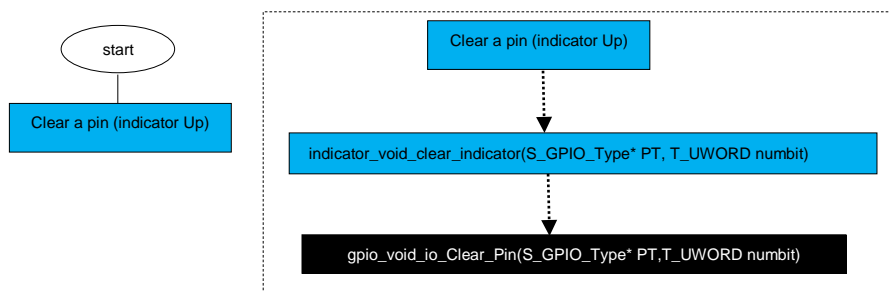 start
Clear a pin (indicator Up)
Clear a pin (indicator Up)
indicator_void_clear_indicator(S_GPIO_Type* PT, T_UWORD numbit)
gpio_void_io_Clear_Pin(S_GPIO_Type* PT,T_UWORD numbit)